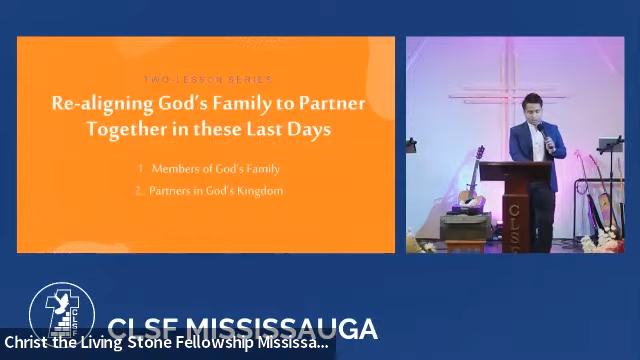 TWO-LESSON SERIES
Re-aligning God's Family to Partner
Together in these Last Days
1. Members of God's Family
2. Partners in God's Kingdom
CLSF
CLSF
CLSF MISSISSAUGA
Christ the Living Stone Fellowship Mississa...